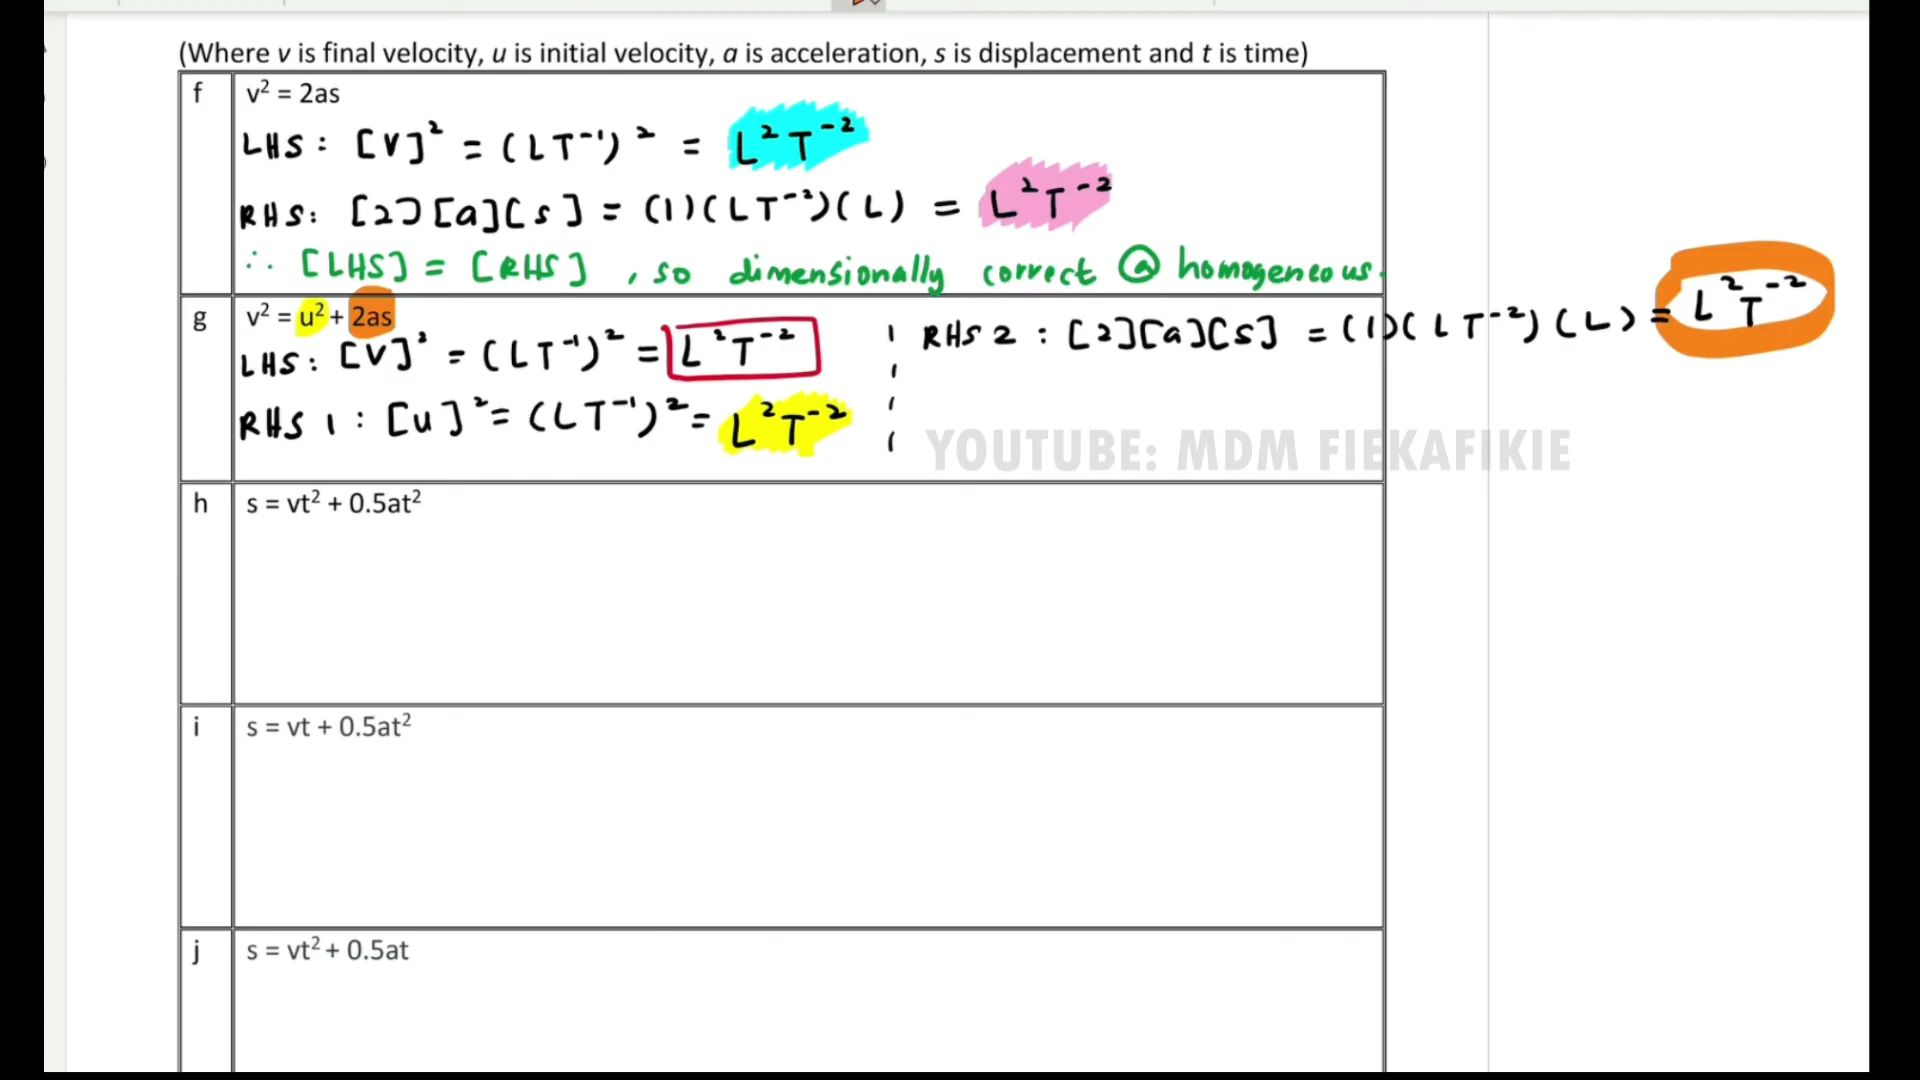 (Where v is final velocity, u is initial velocity, a is acceleration, s is displacement and t is time)
f
v² = 2as
LHS : [V]² = (LT⁻¹)² = L²T⁻²
RHS: [2][a][s] = (1)(LT⁻²)(L) = L²T⁻²
∴ [LHS] = [RHS] , so dimensionally correct @ homogeneous.
g
v² = u² + 2as
LHS : [V]² = (LT⁻¹)² = L²T⁻²
RHS 1 : [u]² = (LT⁻¹)² = L²T⁻²
RHS 2 : [2][a][s] = (1)(LT⁻²)(L) = L²T⁻²
YOUTUBE: MDM FIEKAFIKIE
h
s = vt² + 0.5at²
i
s = vt + 0.5at²
j
s = vt² + 0.5at